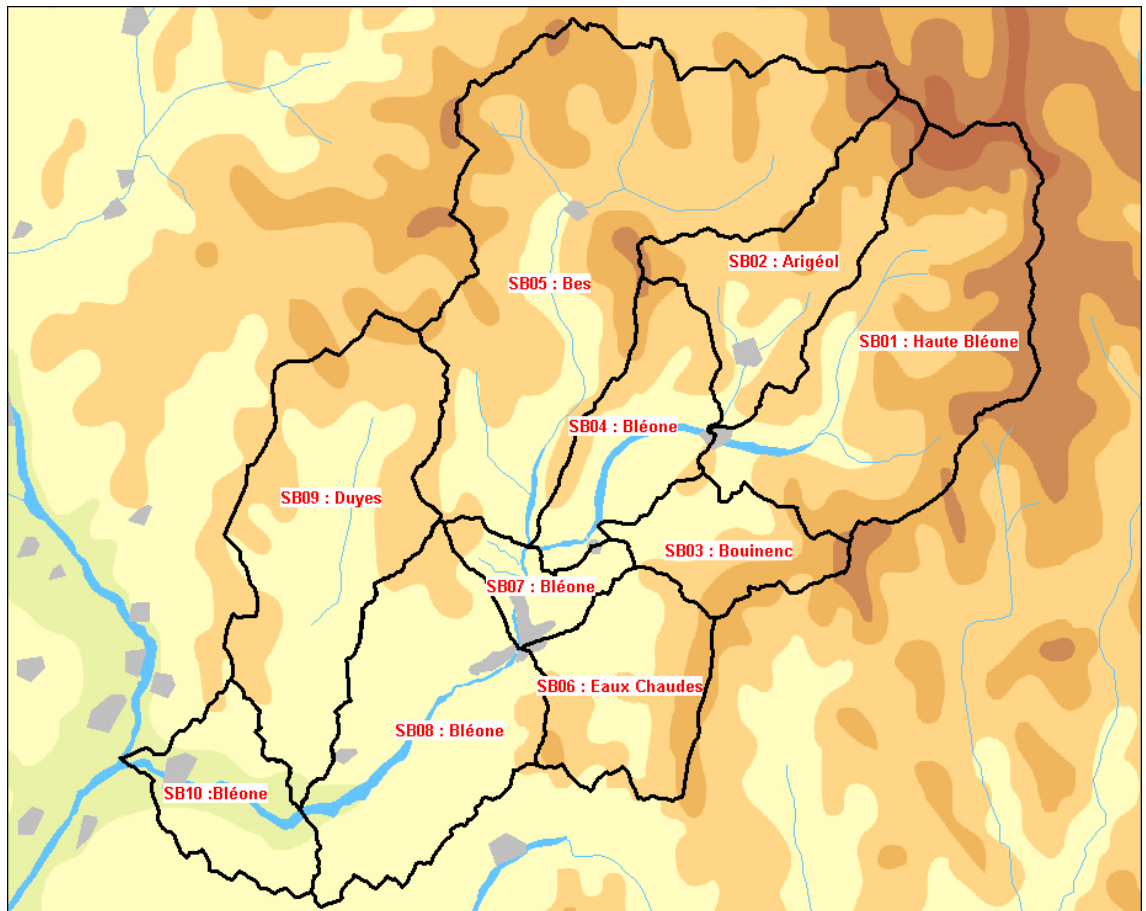 SB02 : Arigéol
SB05 : Bes
SB01 : Haute Bléone
SB04 : Bléone
SB09 : Duyes
SB03 : Bouinenc
SB07 : Bléone
SB06 : Eaux Chaudes
SB08 : Bléone
SB10 :Bléone